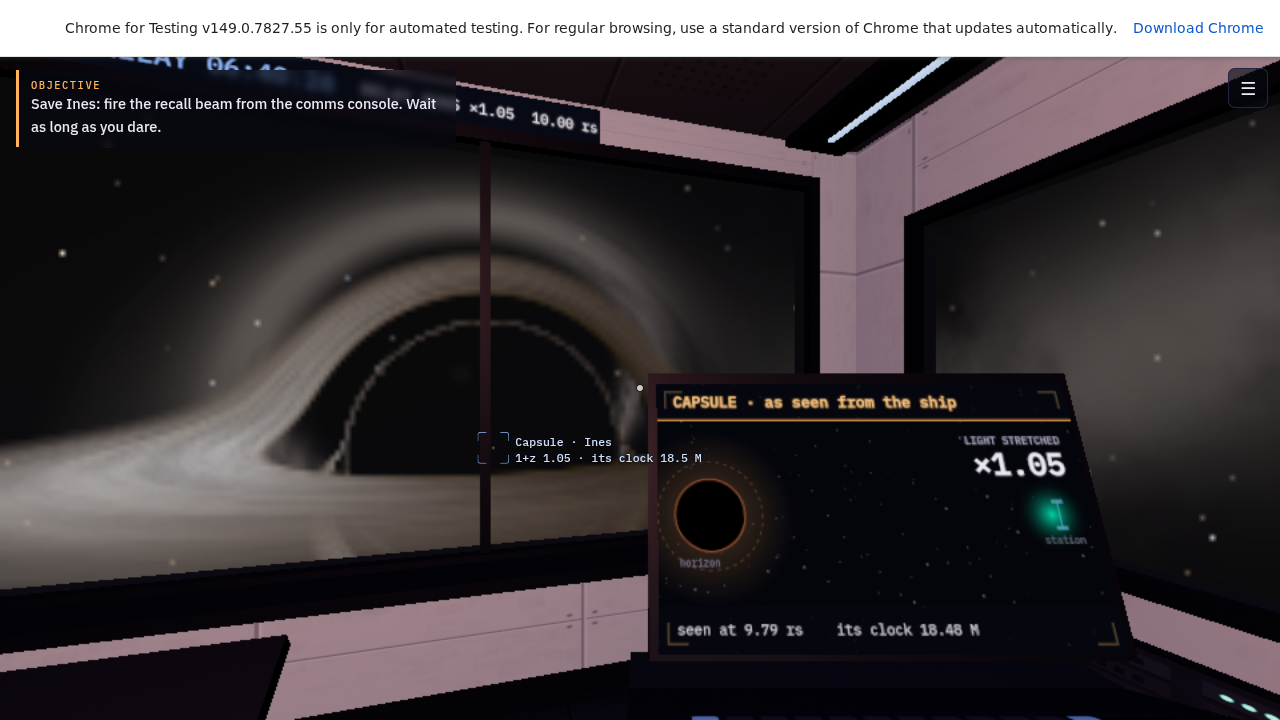 Chrome for Testing v149.0.7827.55 is only for automated testing. For regular browsing, use a standard version of Chrome that updates automatically. Download Chrome
OBJECTIVE
Save Ines: fire the recall beam from the comms console. Wait
as long as you dare.
×1.05 10.00 rs
☰
CAPSULE · as seen from the ship
LIGHT STRETCHED
×1.05
Capsule · Ines
1+z 1.05 · its clock 18.5 M
station
horizon
seen at 9.79 rs its clock 18.48 M